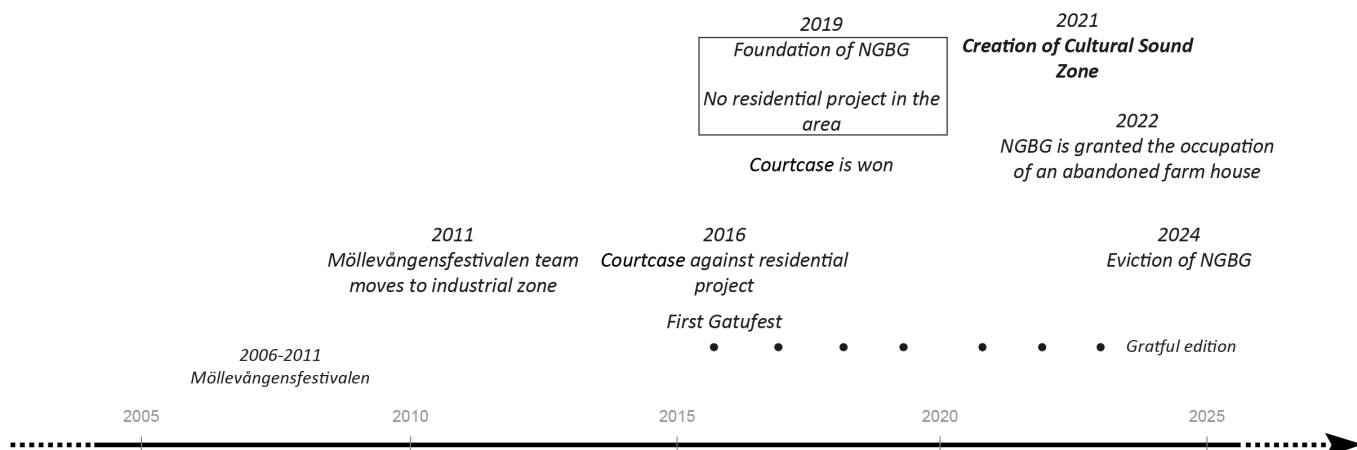 2019
Foundation of NGBG
No residential project in the
area
Courtcase is won
2021
Creation of Cultural Sound
Zone
2022
NGBG is granted the occupation
of an abandoned farm house
2011
Möllevångensfestivalen team
moves to industrial zone
2016
Courtcase against residential
project
First Gatufest
2024
Eviction of NGBG
Gratful edition
2006-2011
Möllevångensfestivalen
2005
2010
2015
2020
2025